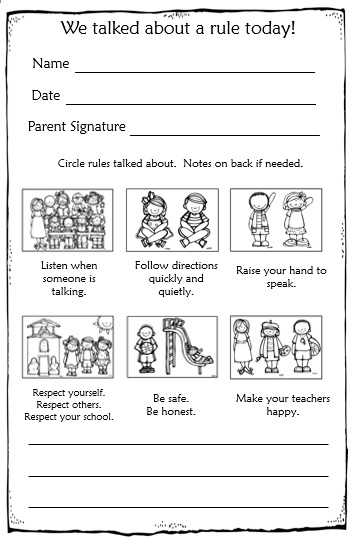 We talked about a rule today!
Name
Date
Parent Signature
Circle rules talked about.  Notes on back if needed.
Listen when
someone is
talking.
Follow directions
quickly and
quietly.
Raise your hand to
speak.
Respect yourself.
Respect others.
Respect your school.
Be safe.
Be honest.
Make your teachers
happy.